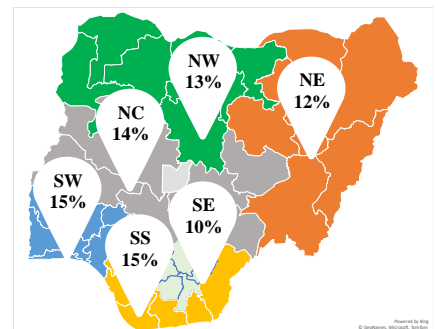 NW
13%
NE
12%
NC
14%
SW
15%
SE
10%
SS
15%
Powered by Bing
© GeoNames, Microsoft, TomTom